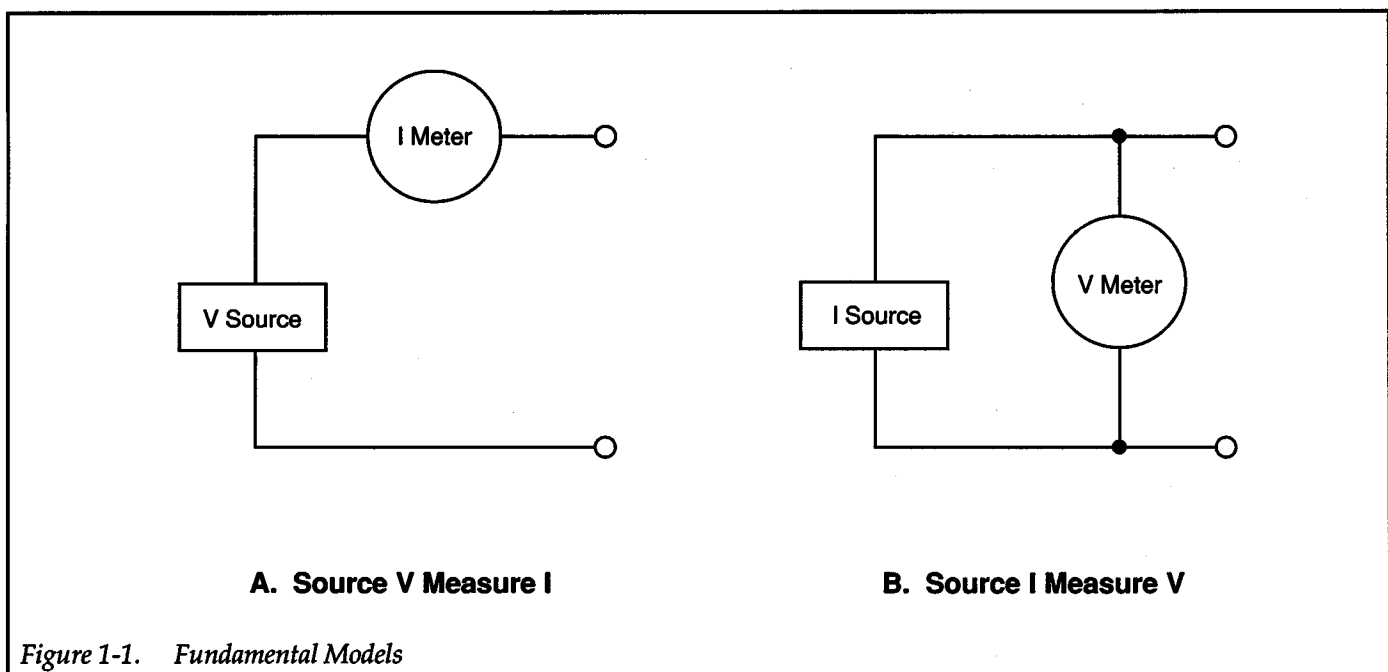 I Meter
V Source
I Source
V Meter
A. Source V Measure I
B. Source I Measure V
Figure 1-1. Fundamental Models